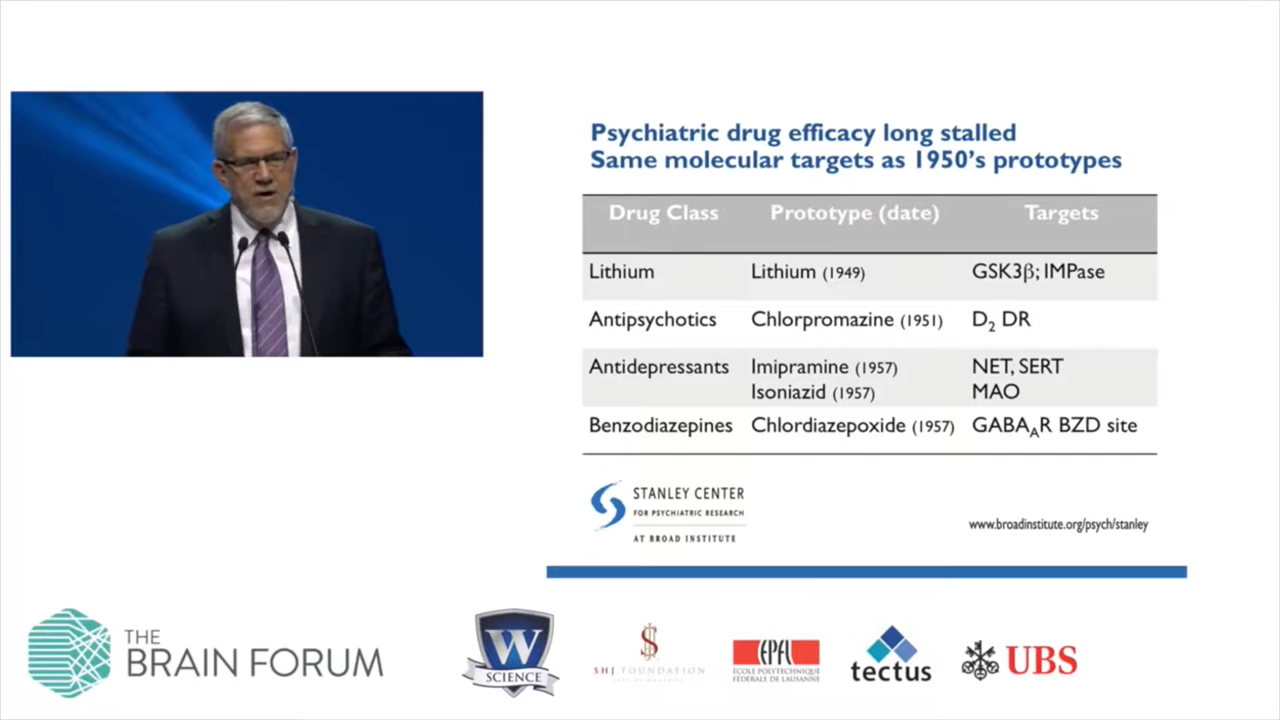 Psychiatric drug efficacy long stalled
Same molecular targets as 1950's prototypes
Drug Class Prototype (date) Targets
Lithium Lithium (1949) GSK3β; IMPase
Antipsychotics Chlorpromazine (1951) D₂ DR
Antidepressants Imipramine (1957) NET, SERT
Isoniazid (1957) MAO
Benzodiazepines Chlordiazepoxide (1957) GABA_AR BZD site
STANLEY CENTER
FOR PSYCHIATRIC RESEARCH
AT BROAD INSTITUTE
www.broadinstitute.org/psych/stanley
THE
BRAIN FORUM
W
SCIENCE
SHJ FOUNDATION
EPFL
ECOLE POLYTECHNIQUE
FÉDÉRALE DE LAUSANNE
tectus
UBS